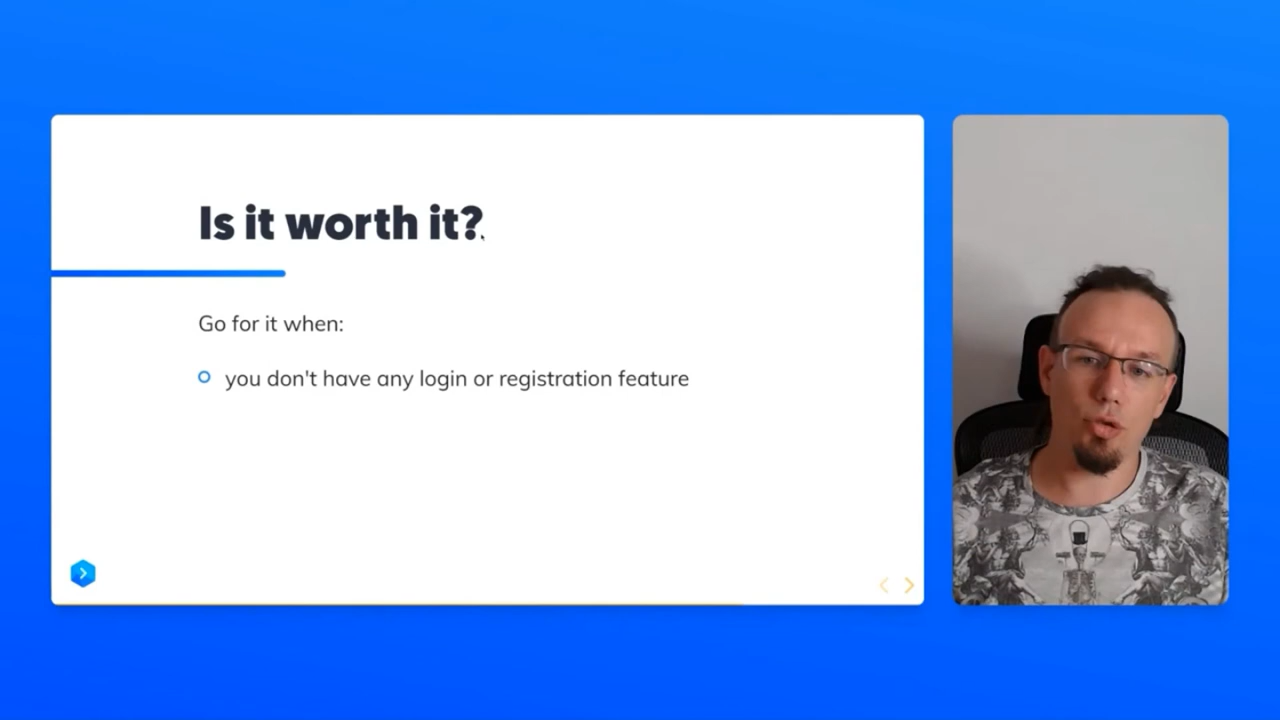 Is it worth it?
Go for it when:
you don't have any login or registration feature